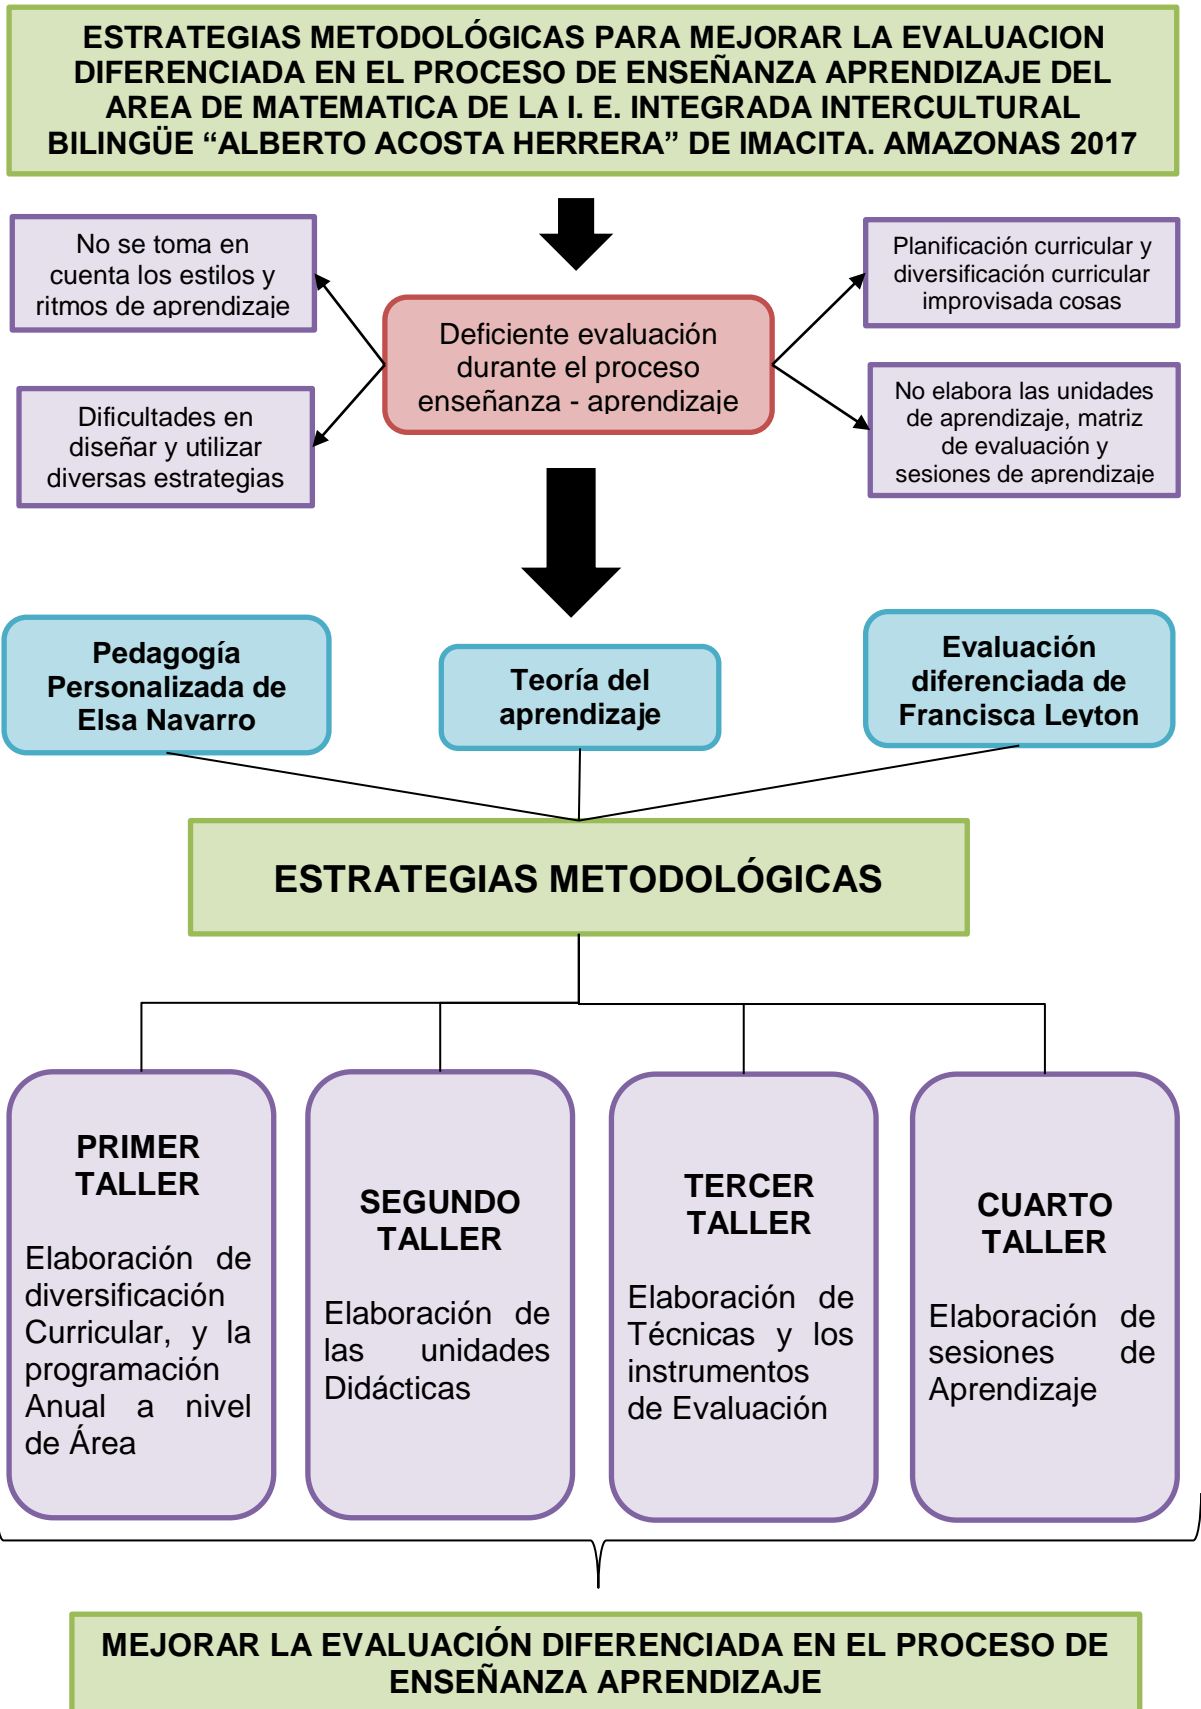 ESTRATEGIAS METODOLÓGICAS PARA MEJORAR LA EVALUACION
DIFERENCIADA EN EL PROCESO DE ENSEÑANZA APRENDIZAJE DEL
AREA DE MATEMATICA DE LA I. E. INTEGRADA INTERCULTURAL
BILINGÜE “ALBERTO ACOSTA HERRERA” DE IMACITA. AMAZONAS 2017
No se toma en
cuenta los estilos y
ritmos de aprendizaje
Dificultades en
diseñar y utilizar
diversas estrategias
Deficiente evaluación
durante el proceso
enseñanza - aprendizaje
Planificación curricular y
diversificación curricular
improvisada cosas
No elabora las unidades
de aprendizaje, matriz
de evaluación y
sesiones de aprendizaje
Pedagogía
Personalizada de
Elsa Navarro
Teoría del
aprendizaje
Evaluación
diferenciada de
Francisca Leyton
ESTRATEGIAS METODOLÓGICAS
PRIMER
TALLER
Elaboración de
diversificación
Curricular, y la
programación
Anual a nivel
de Área
SEGUNDO
TALLER
Elaboración de
las unidades
Didácticas
TERCER
TALLER
Elaboración de
Técnicas y los
instrumentos
de Evaluación
CUARTO
TALLER
Elaboración de
sesiones de
Aprendizaje
MEJORAR LA EVALUACIÓN DIFERENCIADA EN EL PROCESO DE
ENSEÑANZA APRENDIZAJE